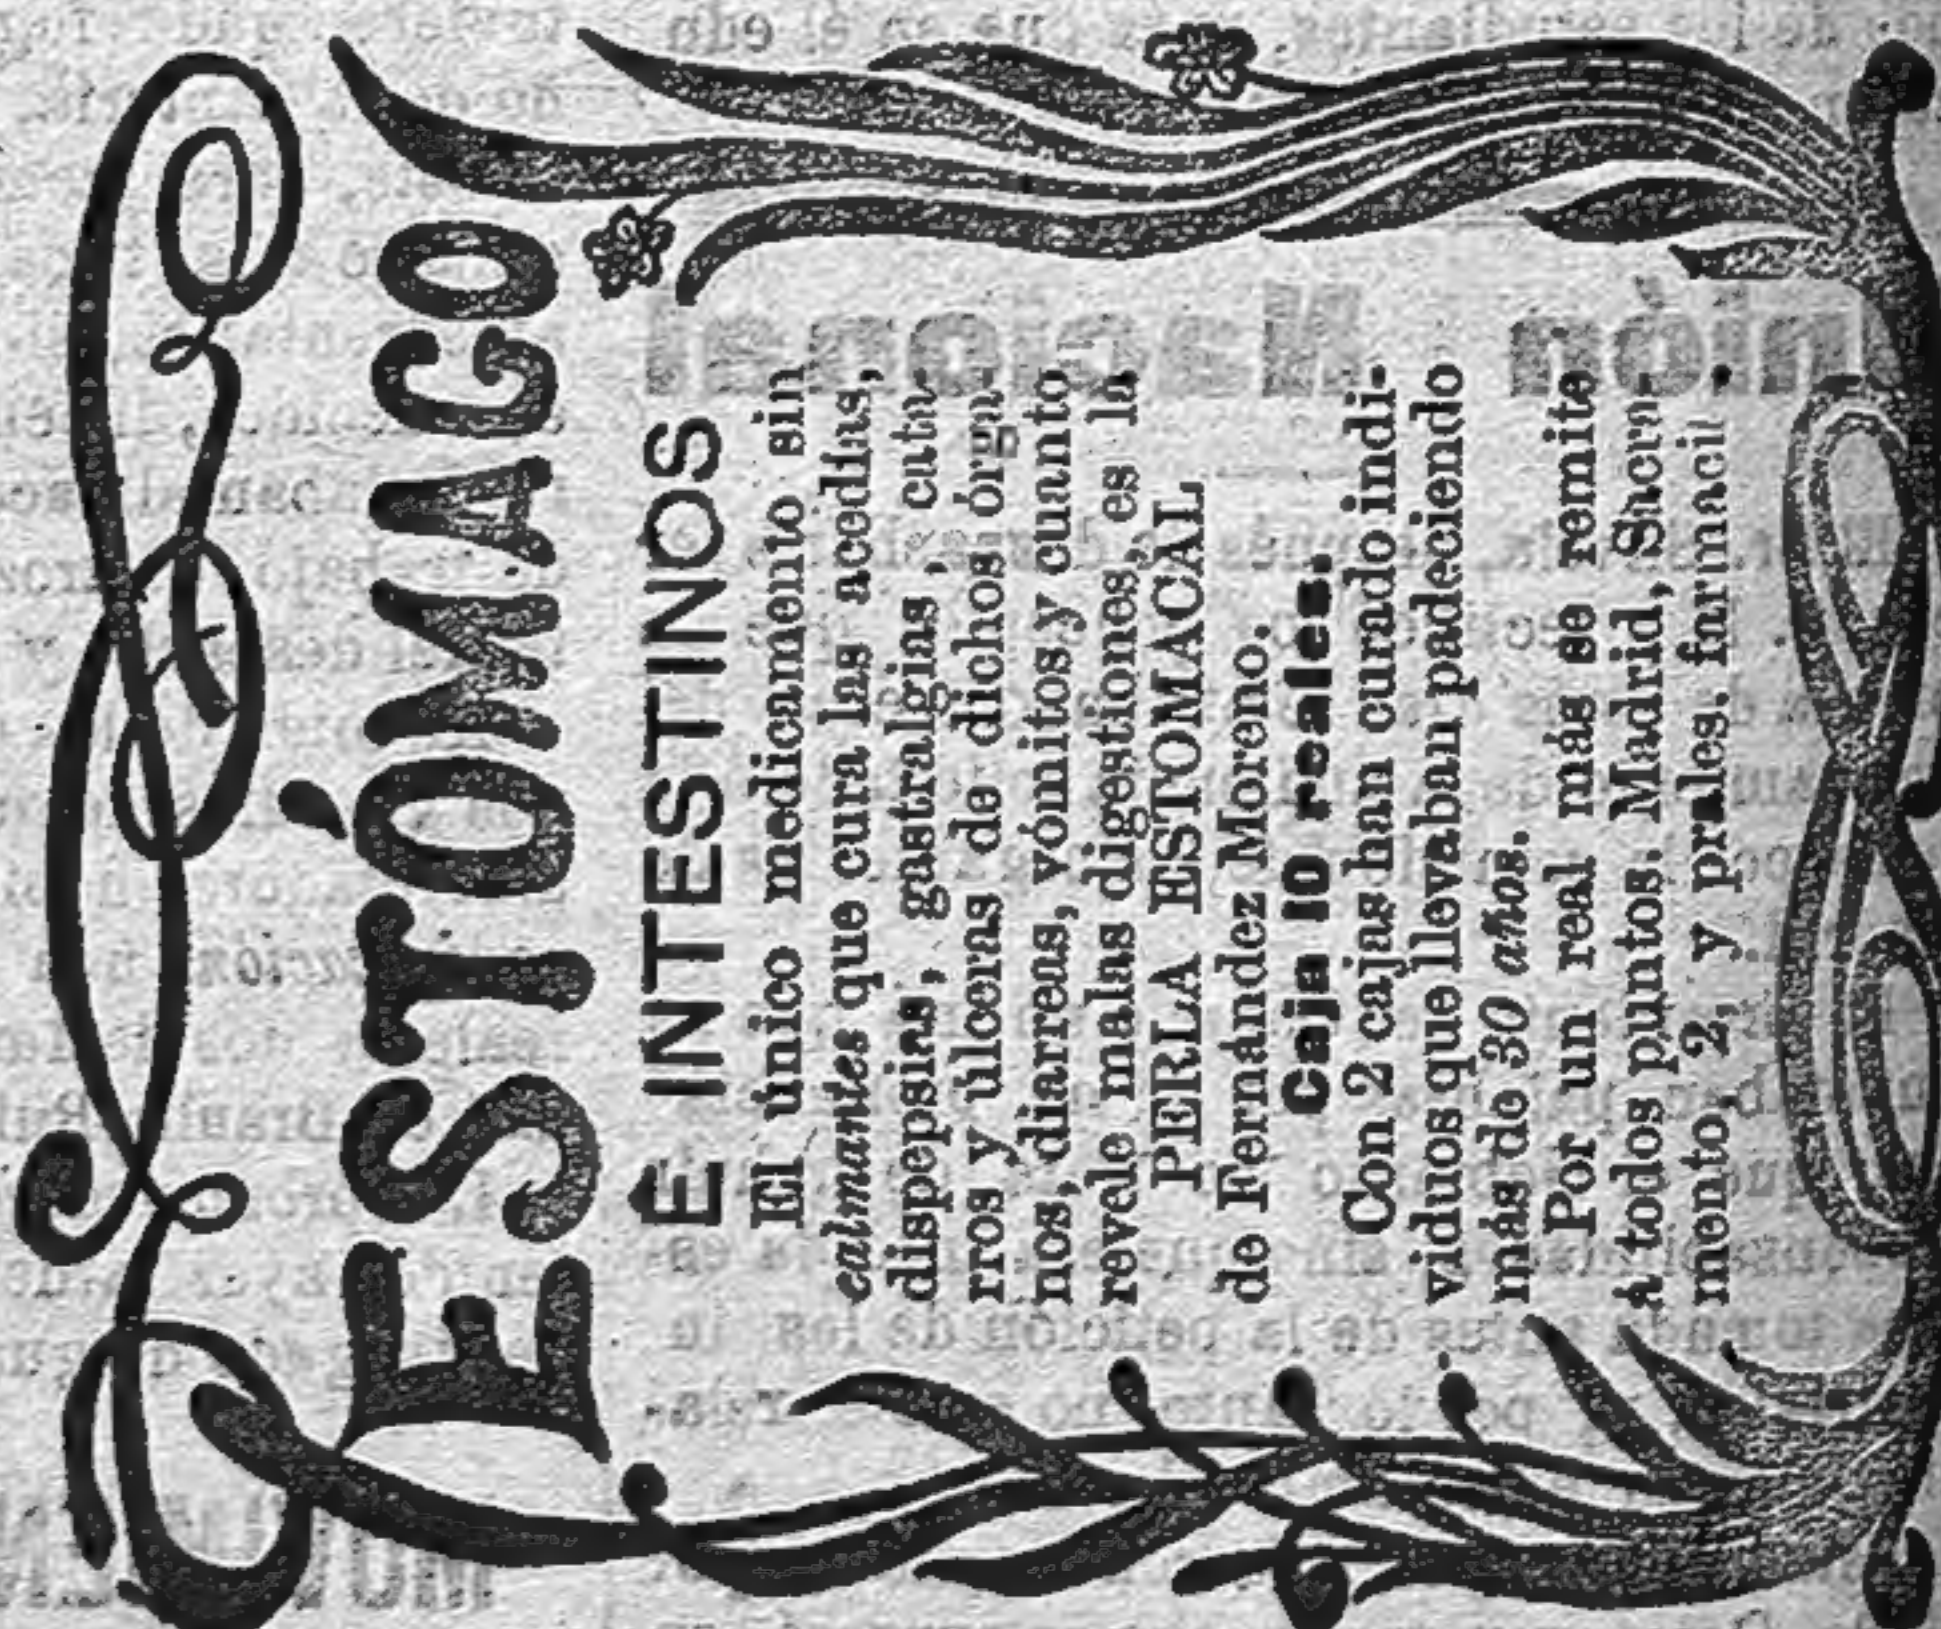 ESTÓMAGO
É INTESTINOS
El único medicamento sin
calmantes que cura las acedías,
dispepsias, gastralgias, cata-
rros y úlceras de dichos órga-
nos, diarreas, vómitos y cuanto
revele malas digestiones, es la
PERLA ESTOMACAL
de Fernández Moreno.
Caja 10 reales.
Con 2 cajas han curado indi-
viduos que llevaban padeciendo
más de 30 años.
Por un real más se remite
á todos puntos. Madrid, Sacra-
mento, 2, y prales. farmacia